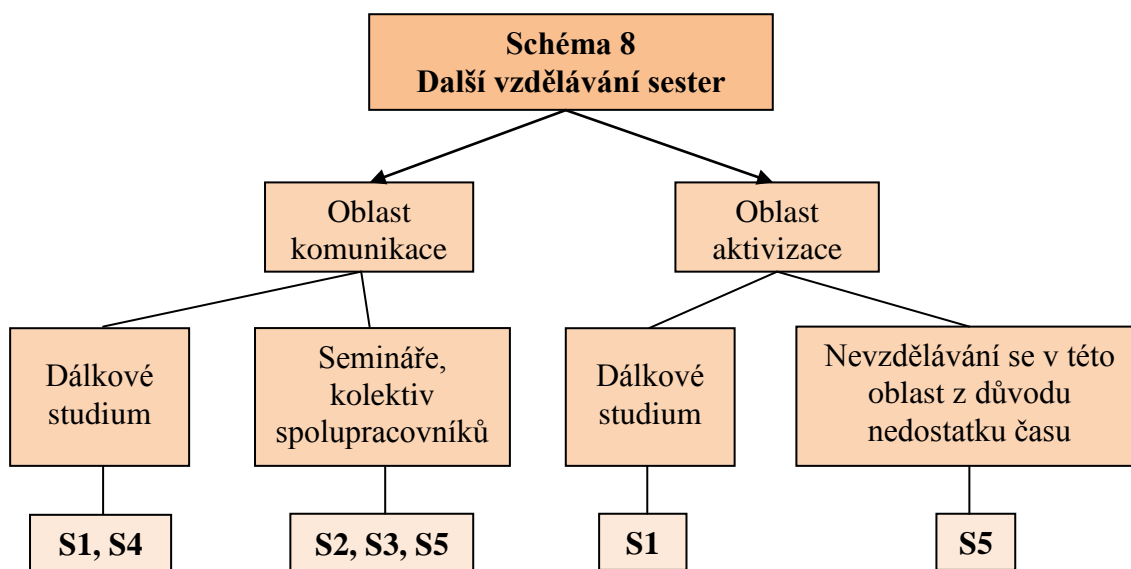 Schéma 8
Další vzdělávání sester
Oblast
komunikace
Oblast
aktivizace
Dálkové
studium
Semináře,
kolektiv
spolupracovníků
Dálkové
studium
Nevzdělávání se v této
oblast z důvodu
nedostatku času
S1, S4
S2, S3, S5
S1
S5